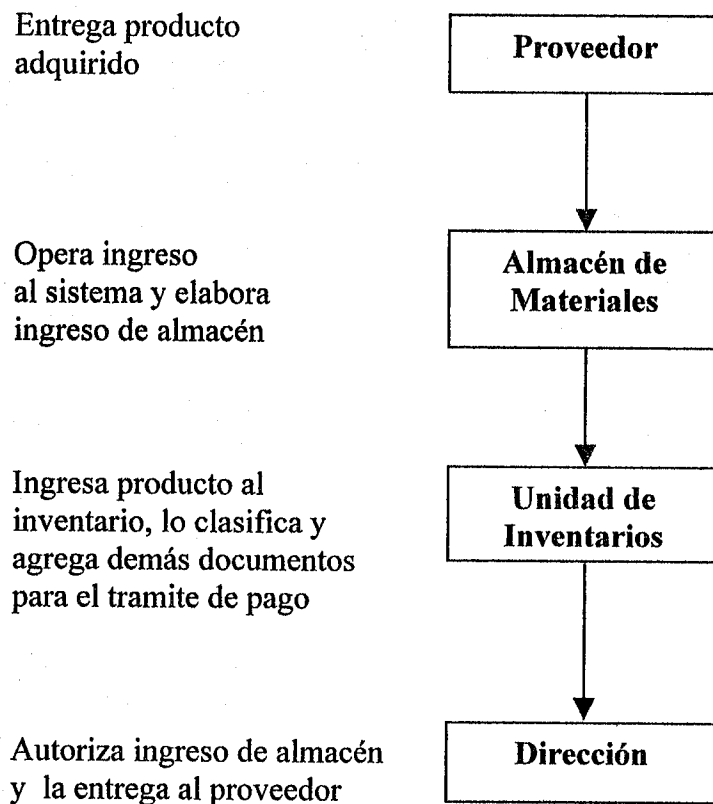 Entrega producto
adquirido
Proveedor
Opera ingreso
al sistema y elabora
ingreso de almacén
Almacén de
Materiales
Ingresa producto al
inventario, lo clasifica y
agrega demás documentos
para el tramite de pago
Unidad de
Inventarios
Autoriza ingreso de almacén
y la entrega al proveedor
Dirección